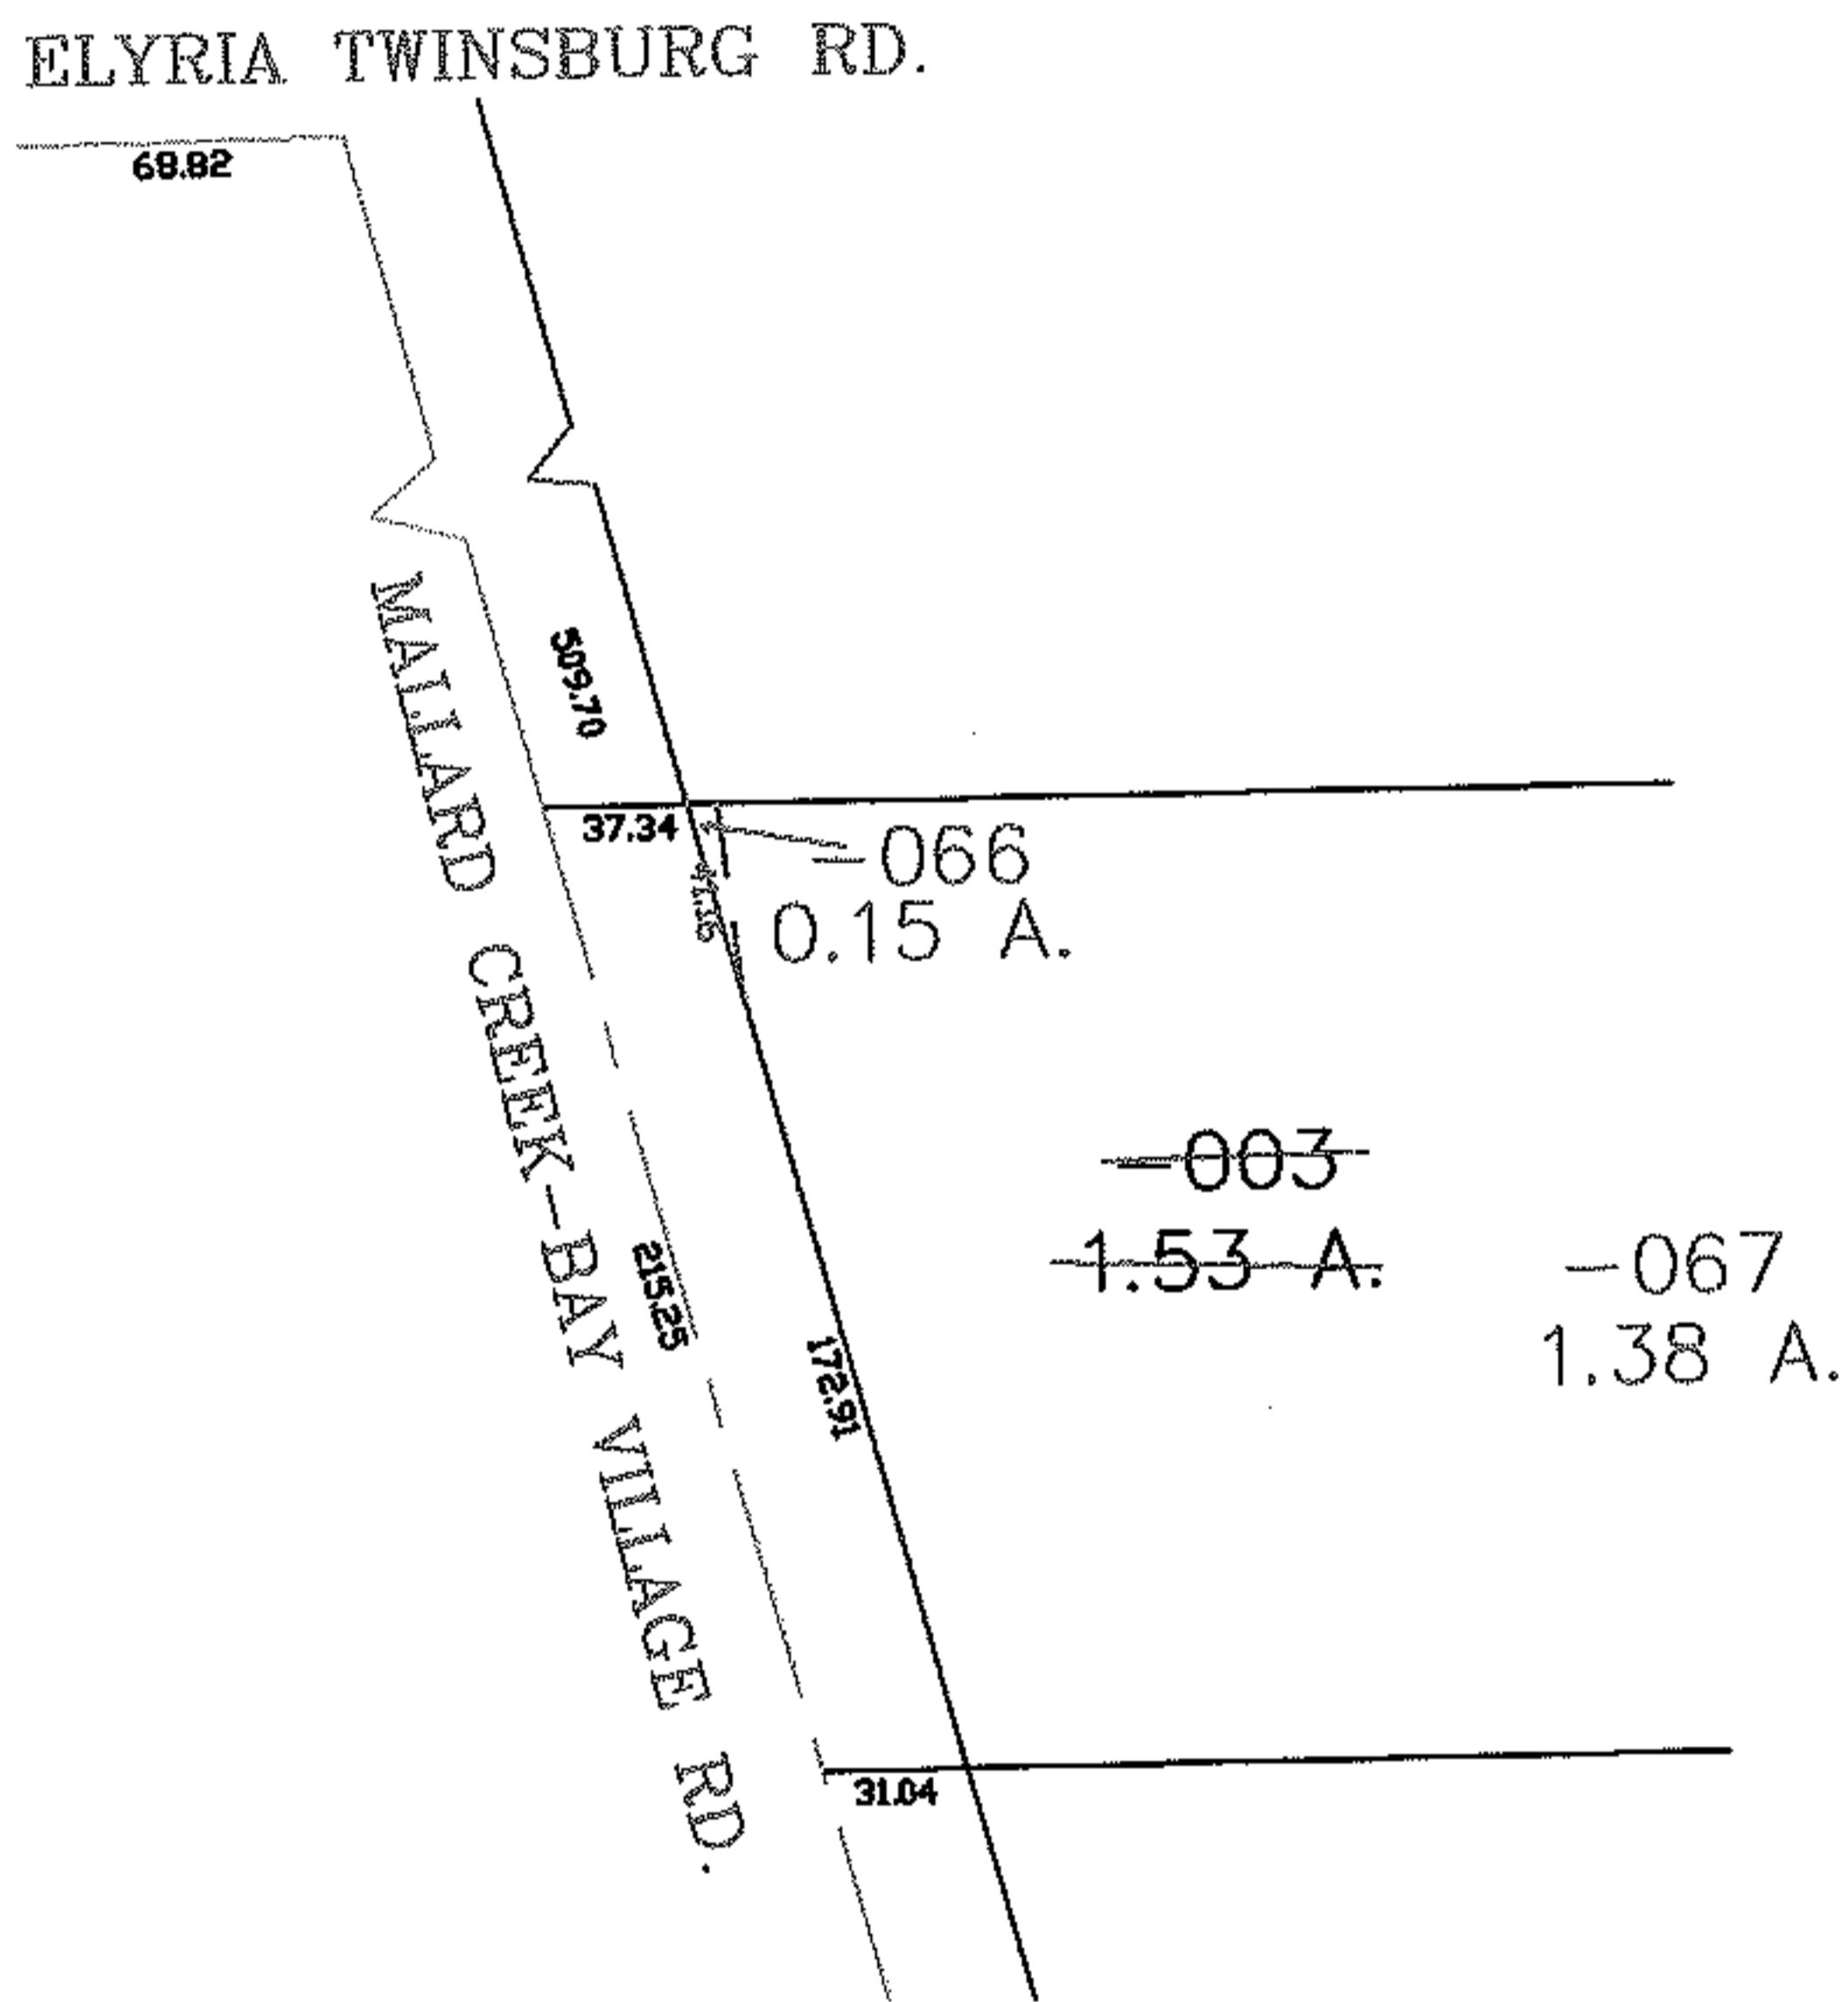 ELYRIA TWINSBURG RD.
68.82
509.70
MALLARD CREEK-BAY VILLAGE RD.
37.34
-066
0.15 A.
-003
1.53 A.
-067
1.38 A.
215.25
172.91
31.04